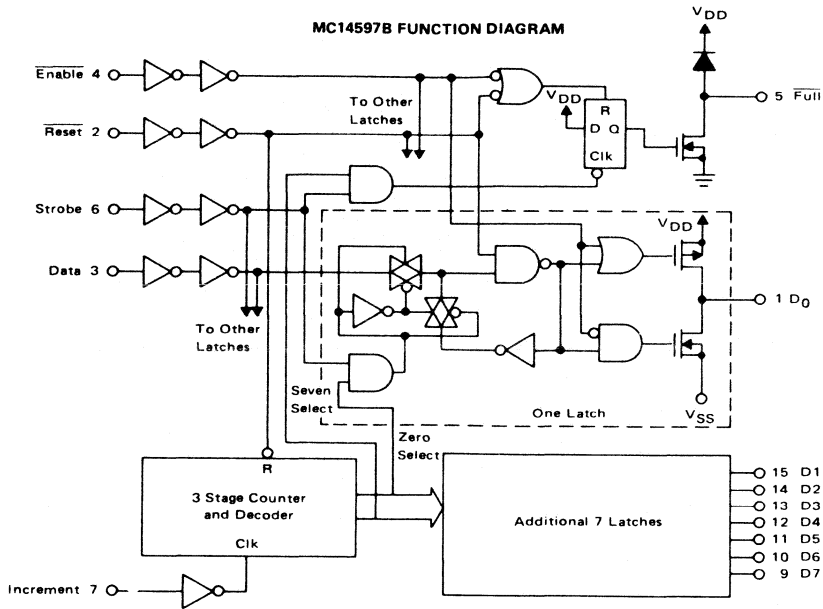 MC14597B FUNCTION DIAGRAM
VDD
Enable 4
5 Full
To Other
Latches
VDD
R
D Q
Clk
Reset 2
Strobe 6
Data 3
VDD
1 D0
To Other
Latches
Seven
Select
One Latch
VSS
Zero
Select
R
3 Stage Counter
and Decoder
Clk
Additional 7 Latches
15 D1
14 D2
13 D3
12 D4
11 D5
10 D6
9 D7
Increment 7